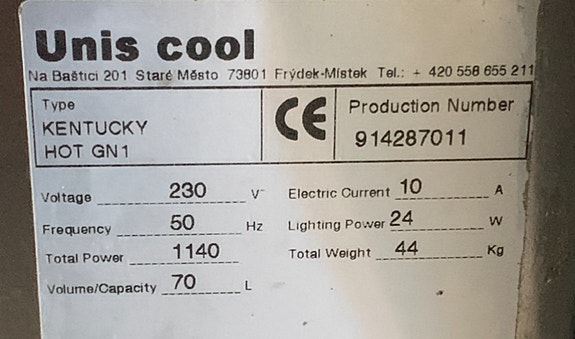 Unis cool
Na Baštici 201 Staré Město 73801 Frýdek-Místek Tel.: + 420 558 655 211
Type
KENTUCKY
HOT GN1
CE
Production Number
914287011
Voltage 230 V~ Electric Current 10 A
Frequency 50 Hz Lighting Power 24 W
Total Power 1140 Total Weight 44 Kg
Volume/Capacity 70 L